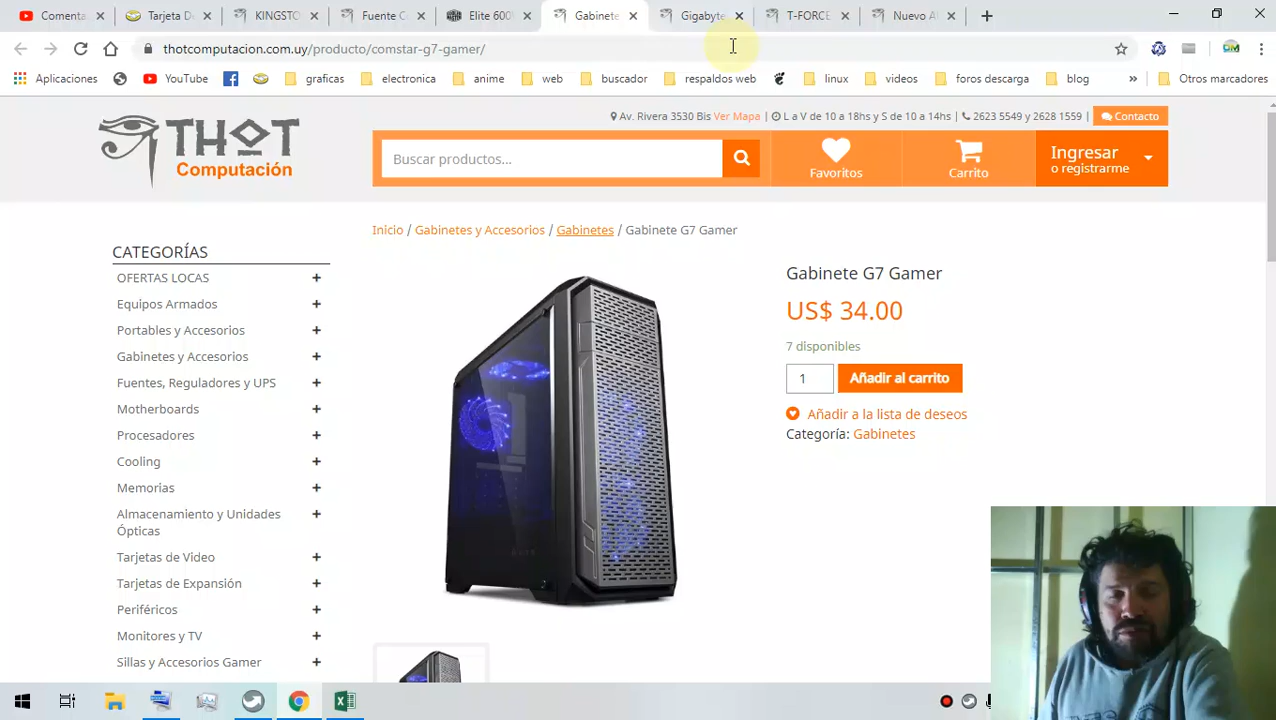 Comenta
Tarjeta D
KINGST
Fuente G
Elite 600
Gabinete
Gigabyte
T-FORCE
Nuevo A
thotcomputacion.com.uy/producto/comstar-g7-gamer/
Aplicaciones
YouTube
graficas
electronica
anime
web
buscador
respaldos web
linux
videos
foros descarga
blog
Otros marcadores
Av. Rivera 3530 Bis Ver Mapa | L a V de 10 a 18hs y S de 10 a 14hs | 2623 5549 y 2628 1559 |
Contacto
THOT
Computación
Buscar productos...
Favoritos
Carrito
Ingresar
o registrarme
Inicio / Gabinetes y Accesorios / Gabinetes / Gabinete G7 Gamer
CATEGORÍAS
OFERTAS LOCAS +
Equipos Armados +
Portables y Accesorios +
Gabinetes y Accesorios +
Fuentes, Reguladores y UPS +
Motherboards +
Procesadores +
Cooling +
Memorias +
Almacenamiento y Unidades +
Ópticas
Tarjetas de Video +
Tarjetas de Expansión +
Periféricos +
Monitores y TV +
Sillas y Accesorios Gamer +
Gabinete G7 Gamer
US$ 34.00
7 disponibles
1
Añadir al carrito
Añadir a la lista de deseos
Categoría: Gabinetes